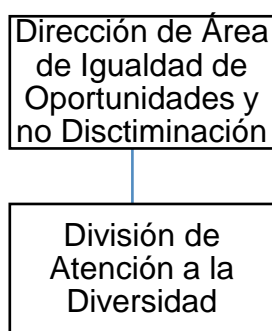 Dirección de Área
de Igualdad de
Oportunidades y
no Disctiminación
División de
Atención a la
Diversidad